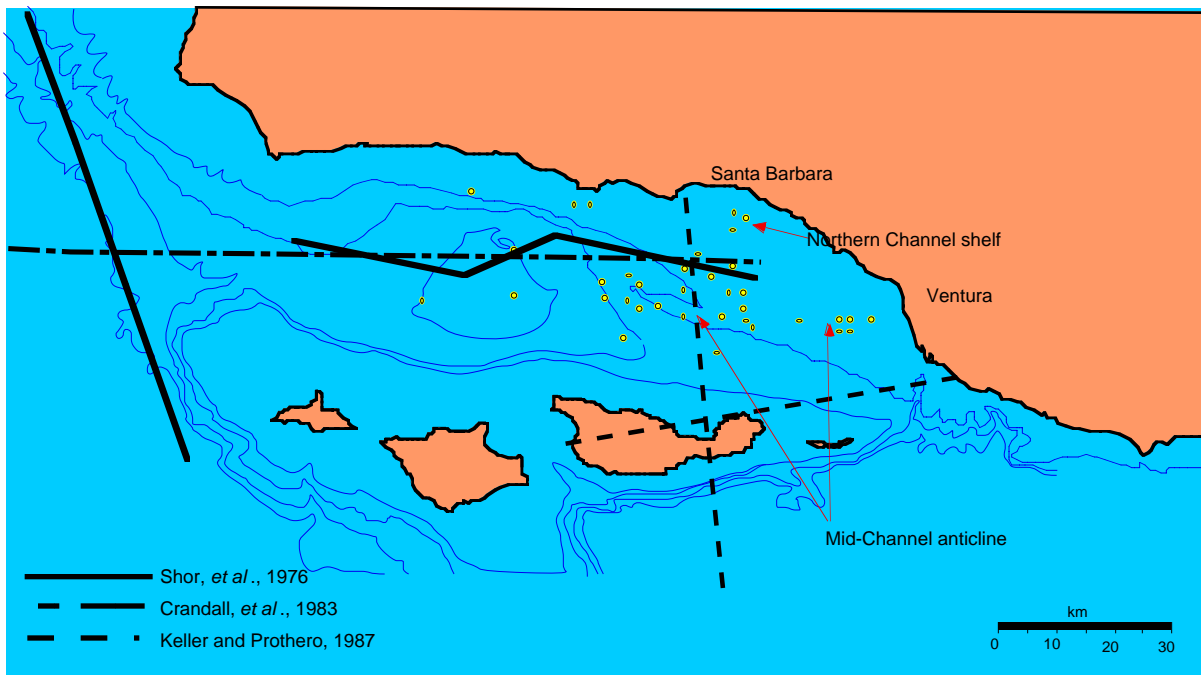 Santa Barbara
Northern Channel shelf
Ventura
Mid-Channel anticline
Shor, et al., 1976
Crandall, et al., 1983
Keller and Prothero, 1987
km
0 10 20 30